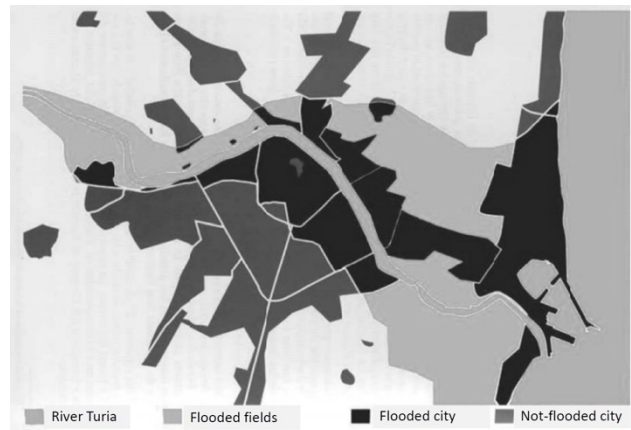 River Turia
Flooded fields
Flooded city
Not-flooded city